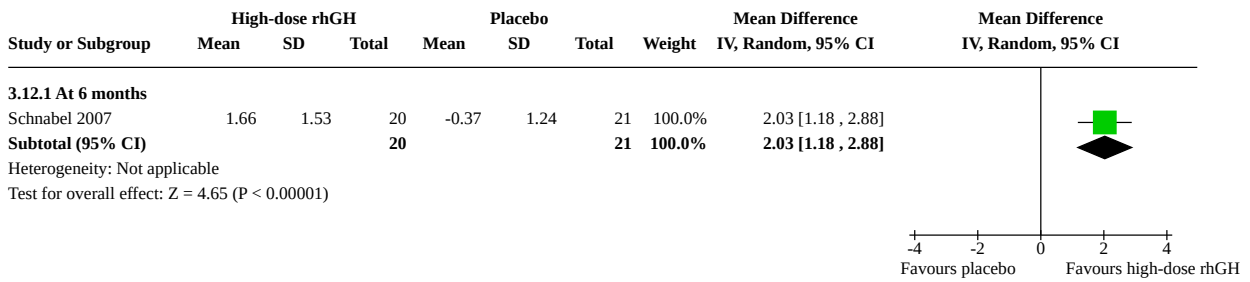 High-dose rhGH Placebo Mean Difference Mean Difference
Study or Subgroup Mean SD Total Mean SD Total Weight IV, Random, 95% CI IV, Random, 95% CI
3.12.1 At 6 months
Schnabel 2007 1.66 1.53 20 -0.37 1.24 21 100.0% 2.03 [1.18 , 2.88]
Subtotal (95% CI) 20 21 100.0% 2.03 [1.18 , 2.88]
Heterogeneity: Not applicable
Test for overall effect: Z = 4.65 (P < 0.00001)
-4 -2 0 2 4
Favours placebo Favours high-dose rhGH